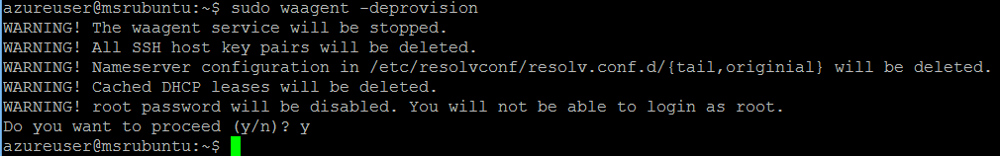 azureuser@msrubuntu:~$ sudo waagent -deprovision
WARNING! The waagent service will be stopped.
WARNING! All SSH host key pairs will be deleted.
WARNING! Nameserver configuration in /etc/resolvconf/resolv.conf.d/{tail,originial} will be deleted.
WARNING! Cached DHCP leases will be deleted.
WARNING! root password will be disabled. You will not be able to login as root.
Do you want to proceed (y/n)? y
azureuser@msrubuntu:~$